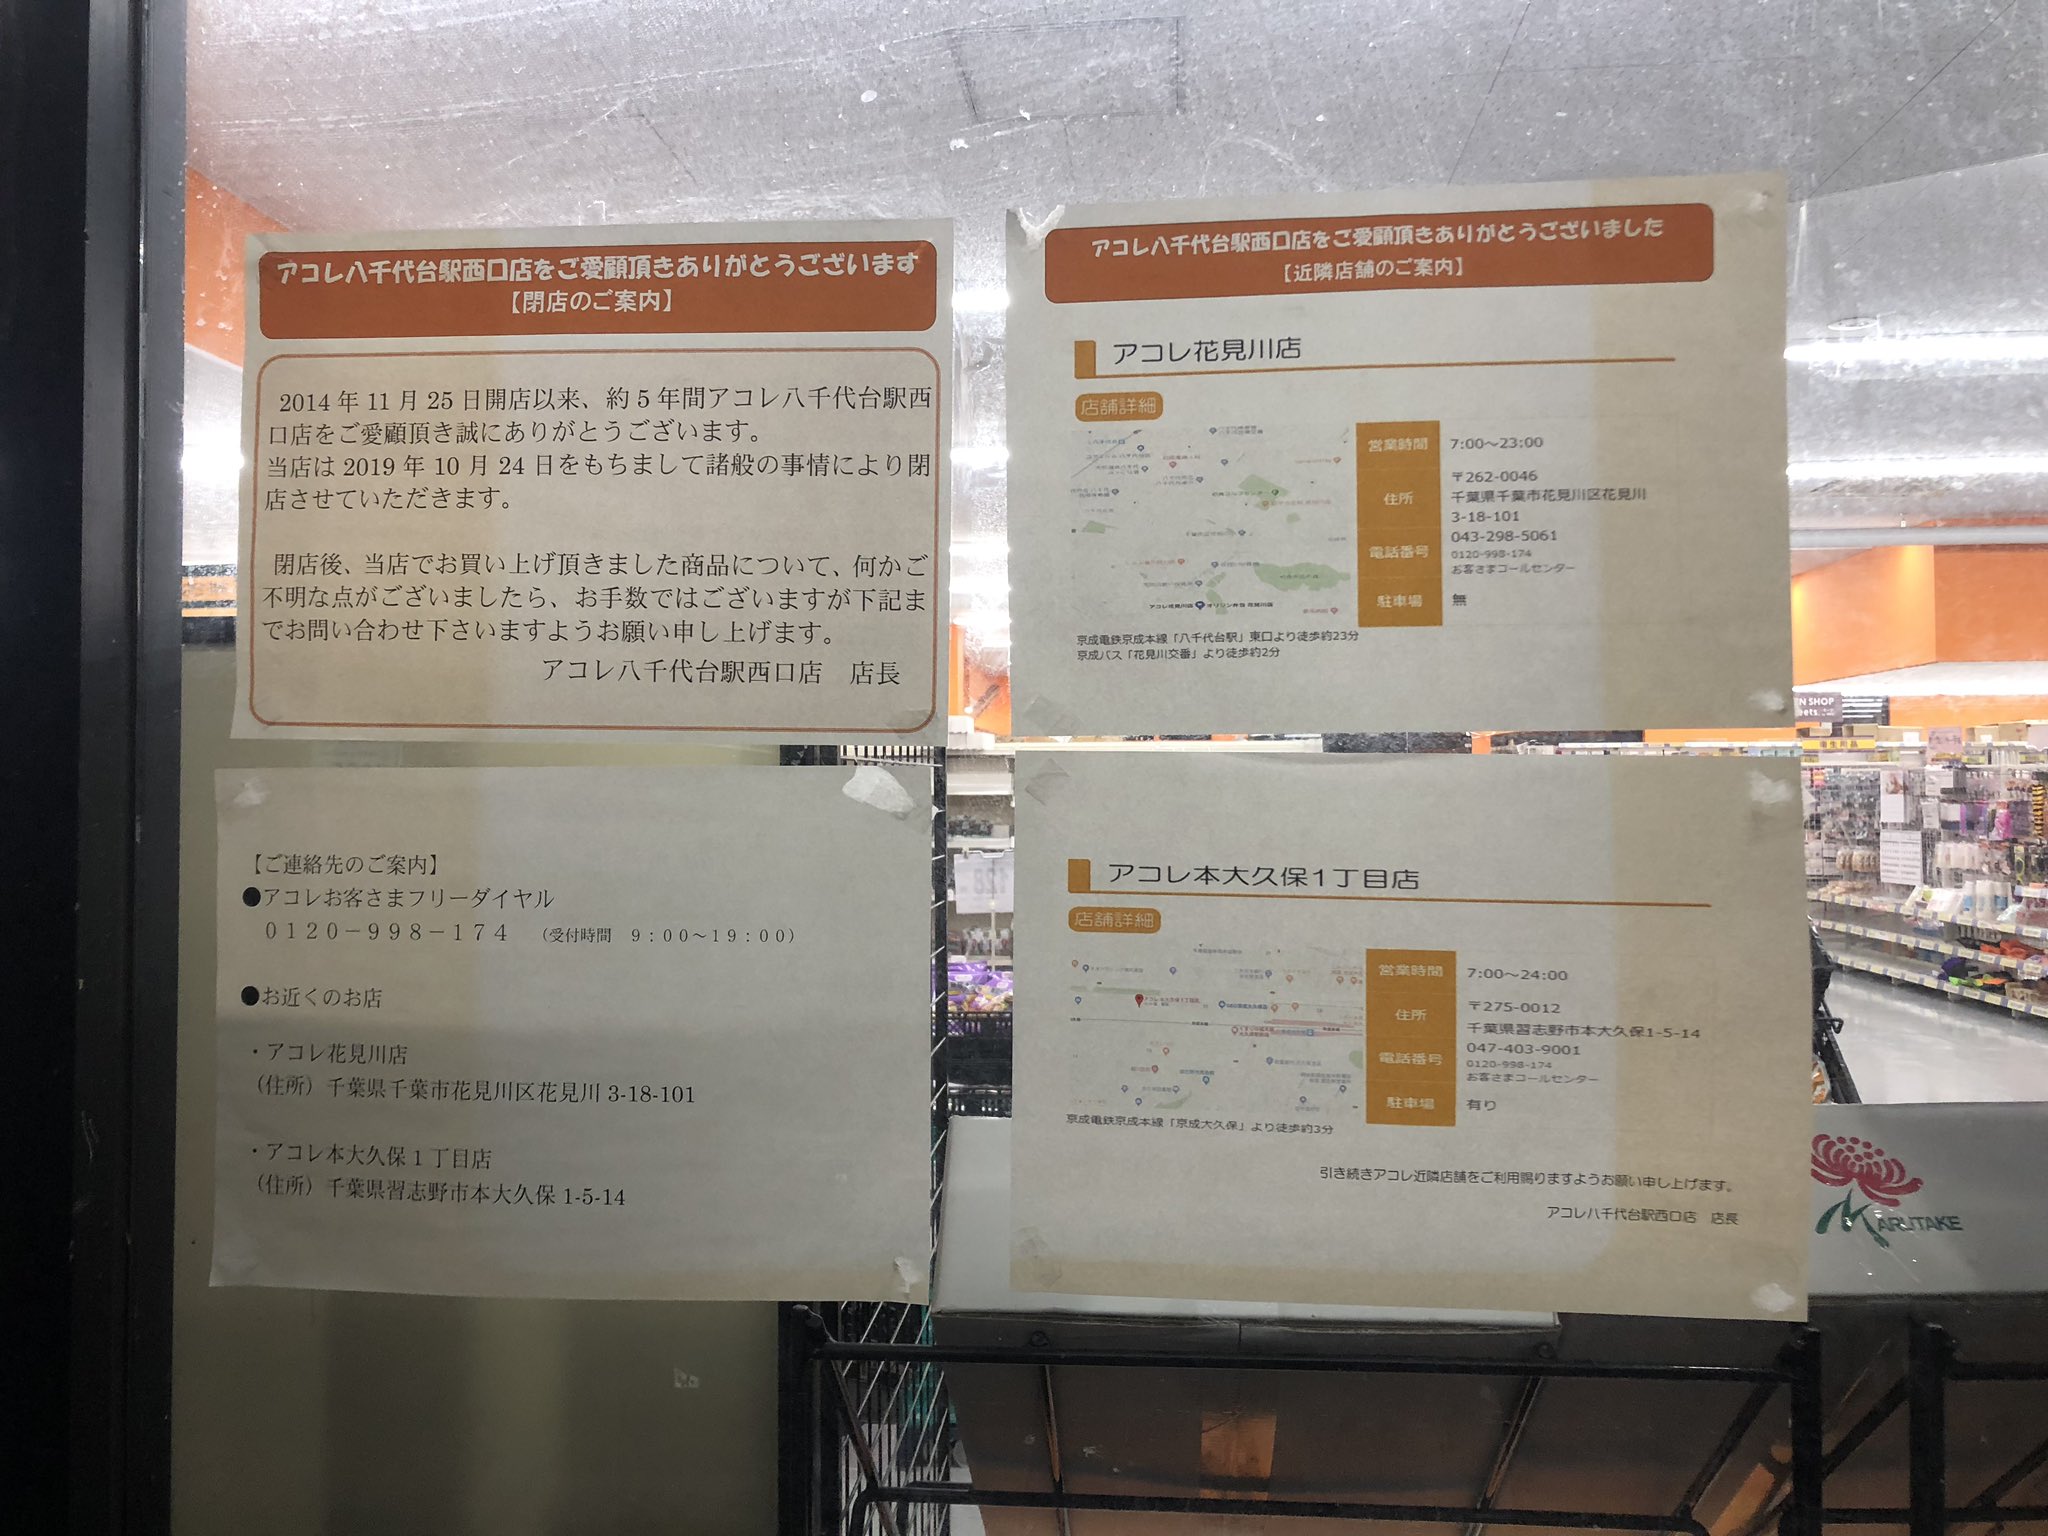 アコレ八千代台駅西口店をご愛顧頂きありがとうございます
【閉店のご案内】
2014年11月25日開店以来、約5年間アコレ八千代台駅西
口店をご愛顧頂き誠にありがとうございます。
当店は2019年10月24日をもちまして諸般の事情により閉
店させていただきます。
閉店後、当店でお買い上げ頂きました商品について、何かご
不明な点がございましたら、お手数ではございますが下記ま
でお問い合わせ下さいますようお願い申し上げます。
アコレ八千代台駅西口店 店長
【ご連絡先のご案内】
●アコレお客さまフリーダイヤル
0120−998−174 (受付時間 9:00〜19:00)
●お近くのお店
・アコレ花見川店
(住所) 千葉県千葉市花見川区花見川 3-18-101
・アコレ本大久保1丁目店
(住所) 千葉県習志野市本大久保 1-5-14
アコレ八千代台駅西口店をご愛顧頂きありがとうございました
【近隣店舗のご案内】
アコレ花見川店
店舗詳細
営業時間 7:00〜23:00
住所 〒262-0046
千葉県千葉市花見川区花見川
3-18-101
電話番号 043-298-5061
0120-998-174
お客さまコールセンター
駐車場 無
京成電鉄京成本線「八千代台駅」東口より徒歩約23分
京成バス「花見川交番」より徒歩約2分
アコレ本大久保1丁目店
店舗詳細
営業時間 7:00〜24:00
住所 〒275-0012
千葉県習志野市本大久保1-5-14
電話番号 047-403-9001
0120-998-174
お客さまコールセンター
駐車場 有り
京成電鉄京成本線「京成大久保」より徒歩約3分
引き続きアコレ近隣店舗をご利用賜りますようお願い申し上げます。
アコレ八千代台駅西口店 店長
MARUTAKE